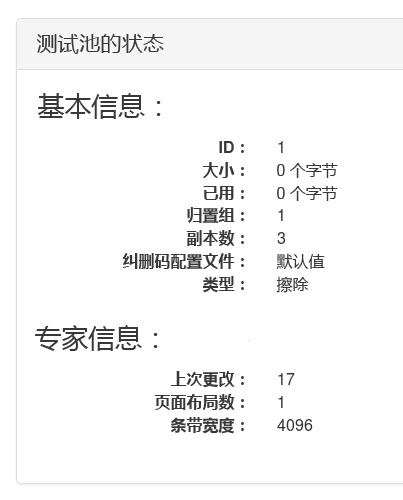 测试池的状态
基本信息：
ID： 1
大小： 0 个字节
已用： 0 个字节
归置组： 1
副本数： 3
纠删码配置文件： 默认值
类型： 擦除
专家信息：
上次更改： 17
页面布局数： 1
条带宽度： 4096